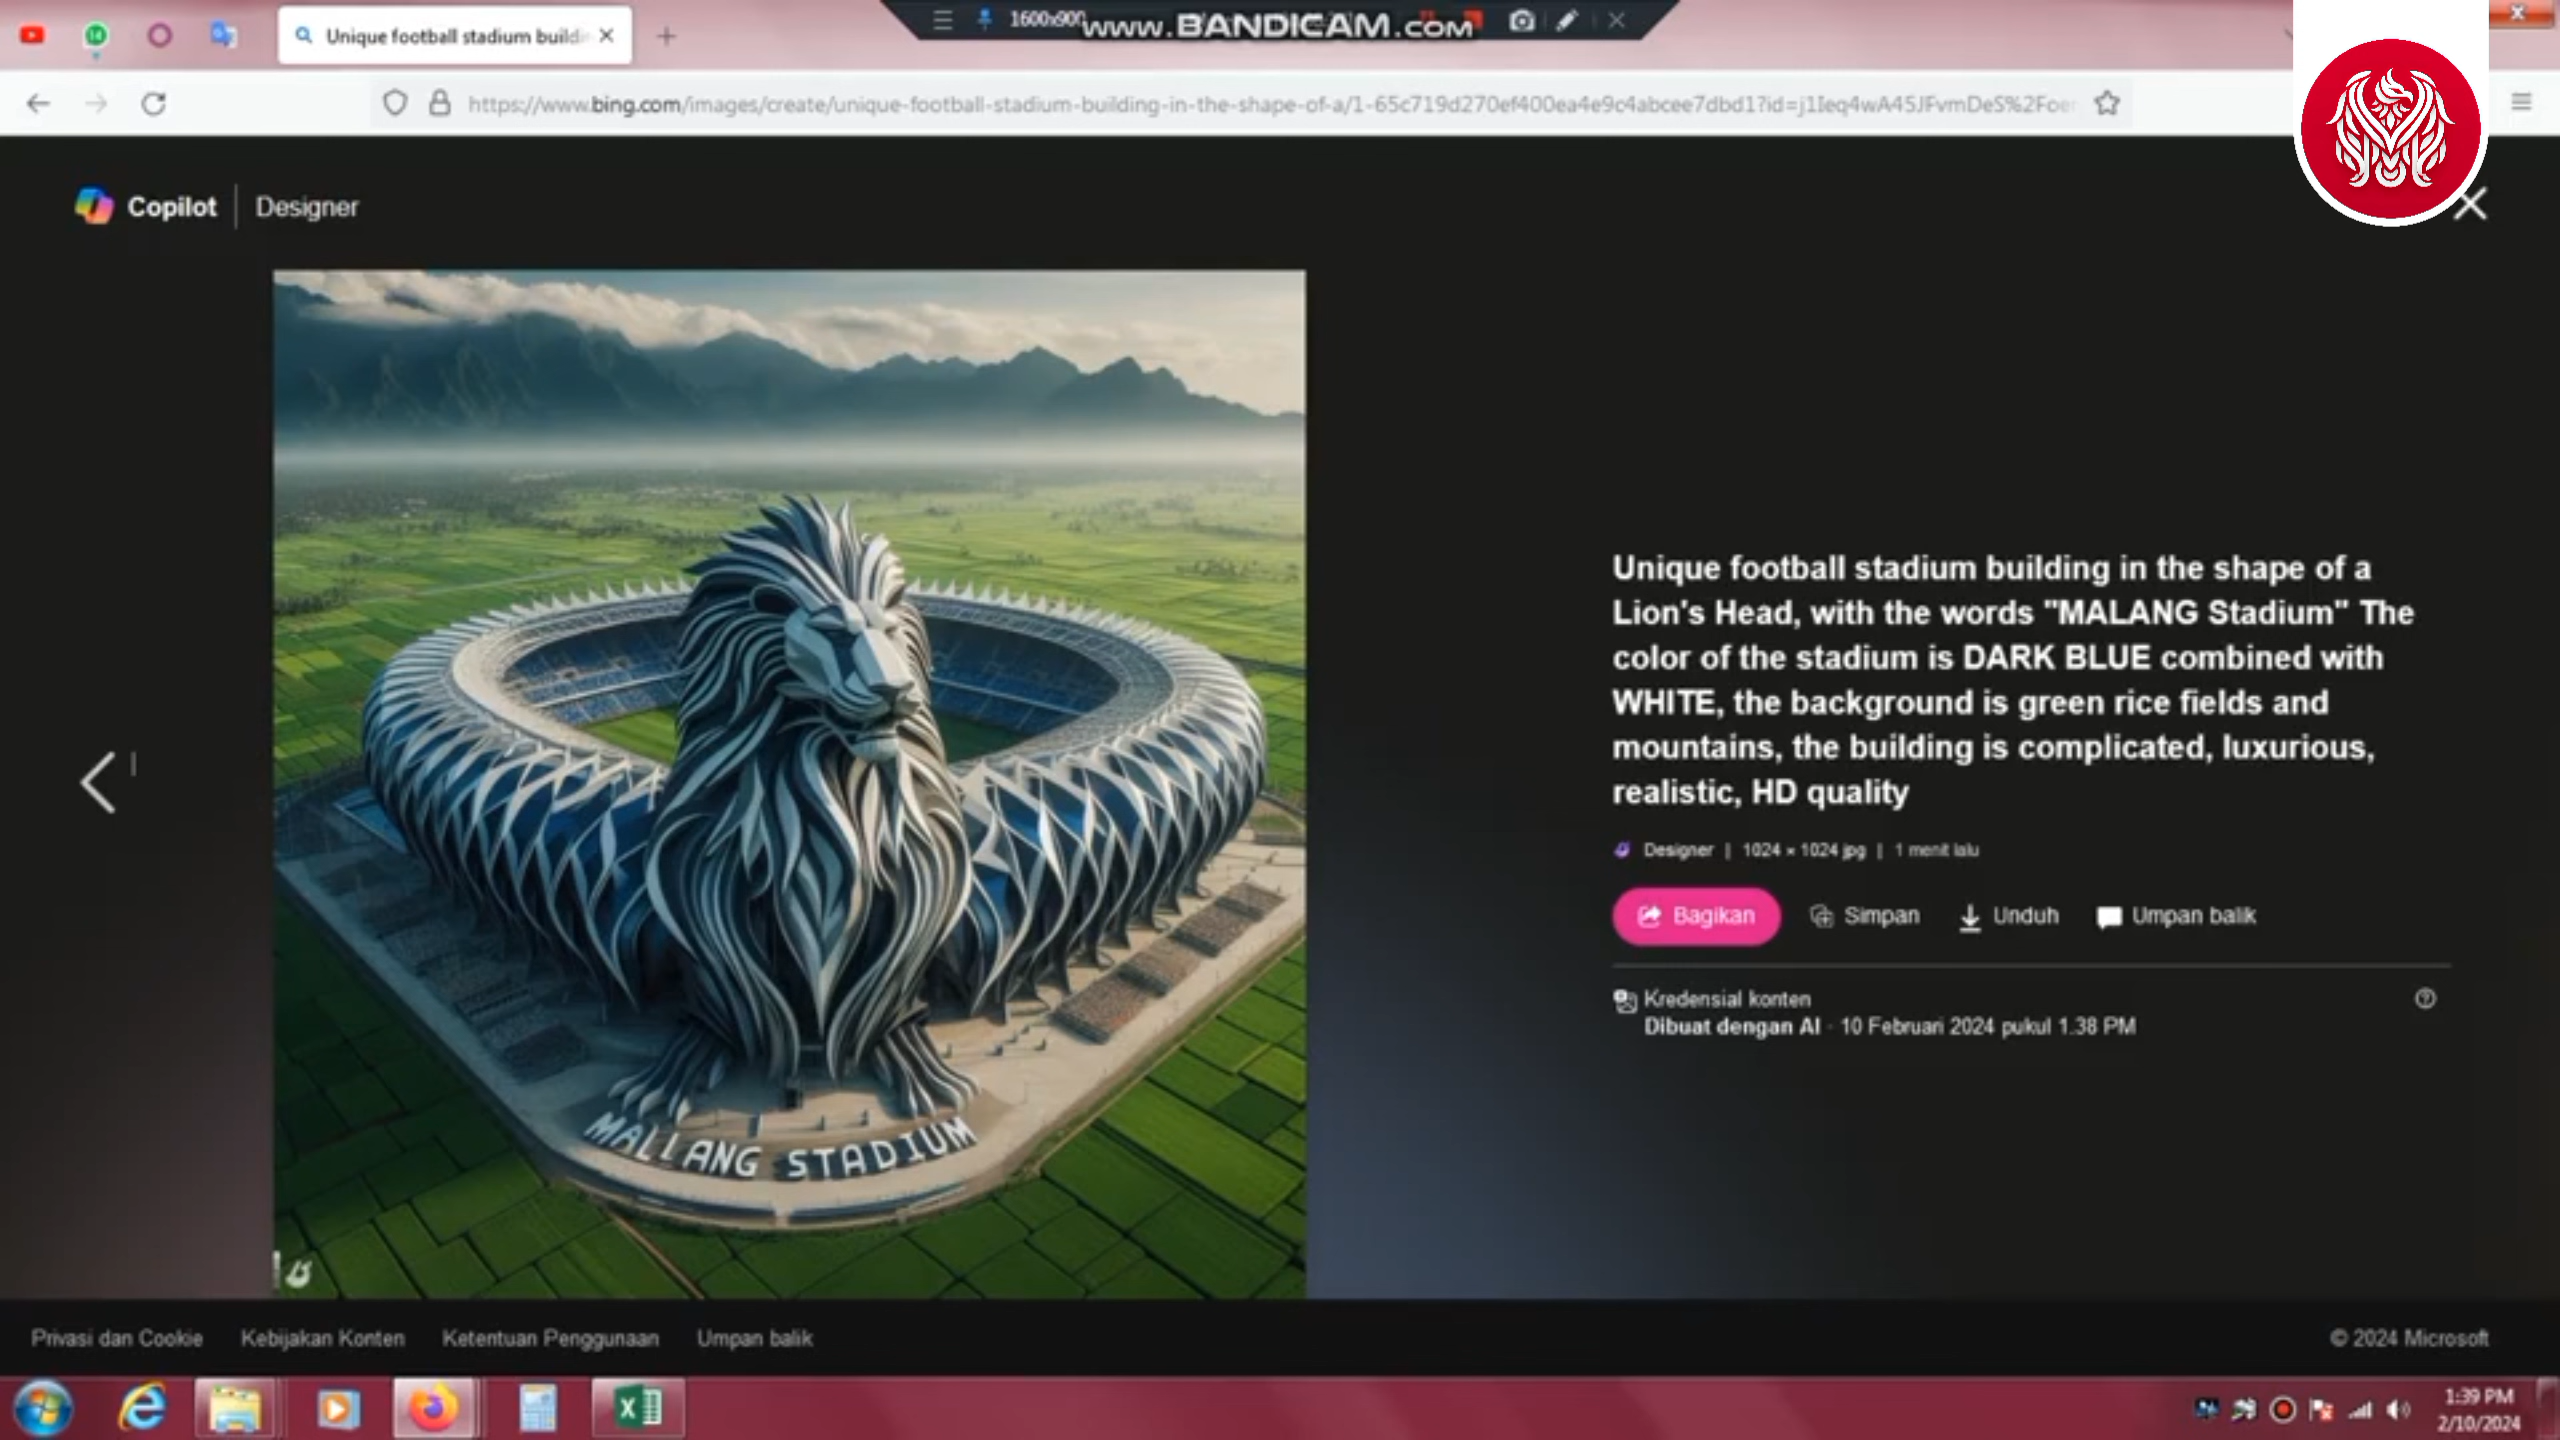 Unique football stadium buildi
1600x900
www.BANDICAM.com
https://www.bing.com/images/create/unique-football-stadium-building-in-the-shape-of-a/1-65c719d270ef400ea4e9c4abcee7dbd1?id=j1Ieq4wA45JFvmDeS%2Foe
Copilot | Designer
Unique football stadium building in the shape of a
Lion's Head, with the words "MALANG Stadium" The
color of the stadium is DARK BLUE combined with
WHITE, the background is green rice fields and
mountains, the building is complicated, luxurious,
realistic, HD quality
Designer | 1024 × 1024 jpg | 1 menit lalu
Bagikan Simpan Unduh Umpan balik
Kredensial konten
Dibuat dengan AI · 10 Februari 2024 pukul 1.38 PM
MALLANG STADIUM
Privasi dan Cookie Kebijakan Konten Ketentuan Penggunaan Umpan balik © 2024 Microsoft
1:39 PM
2/10/2024